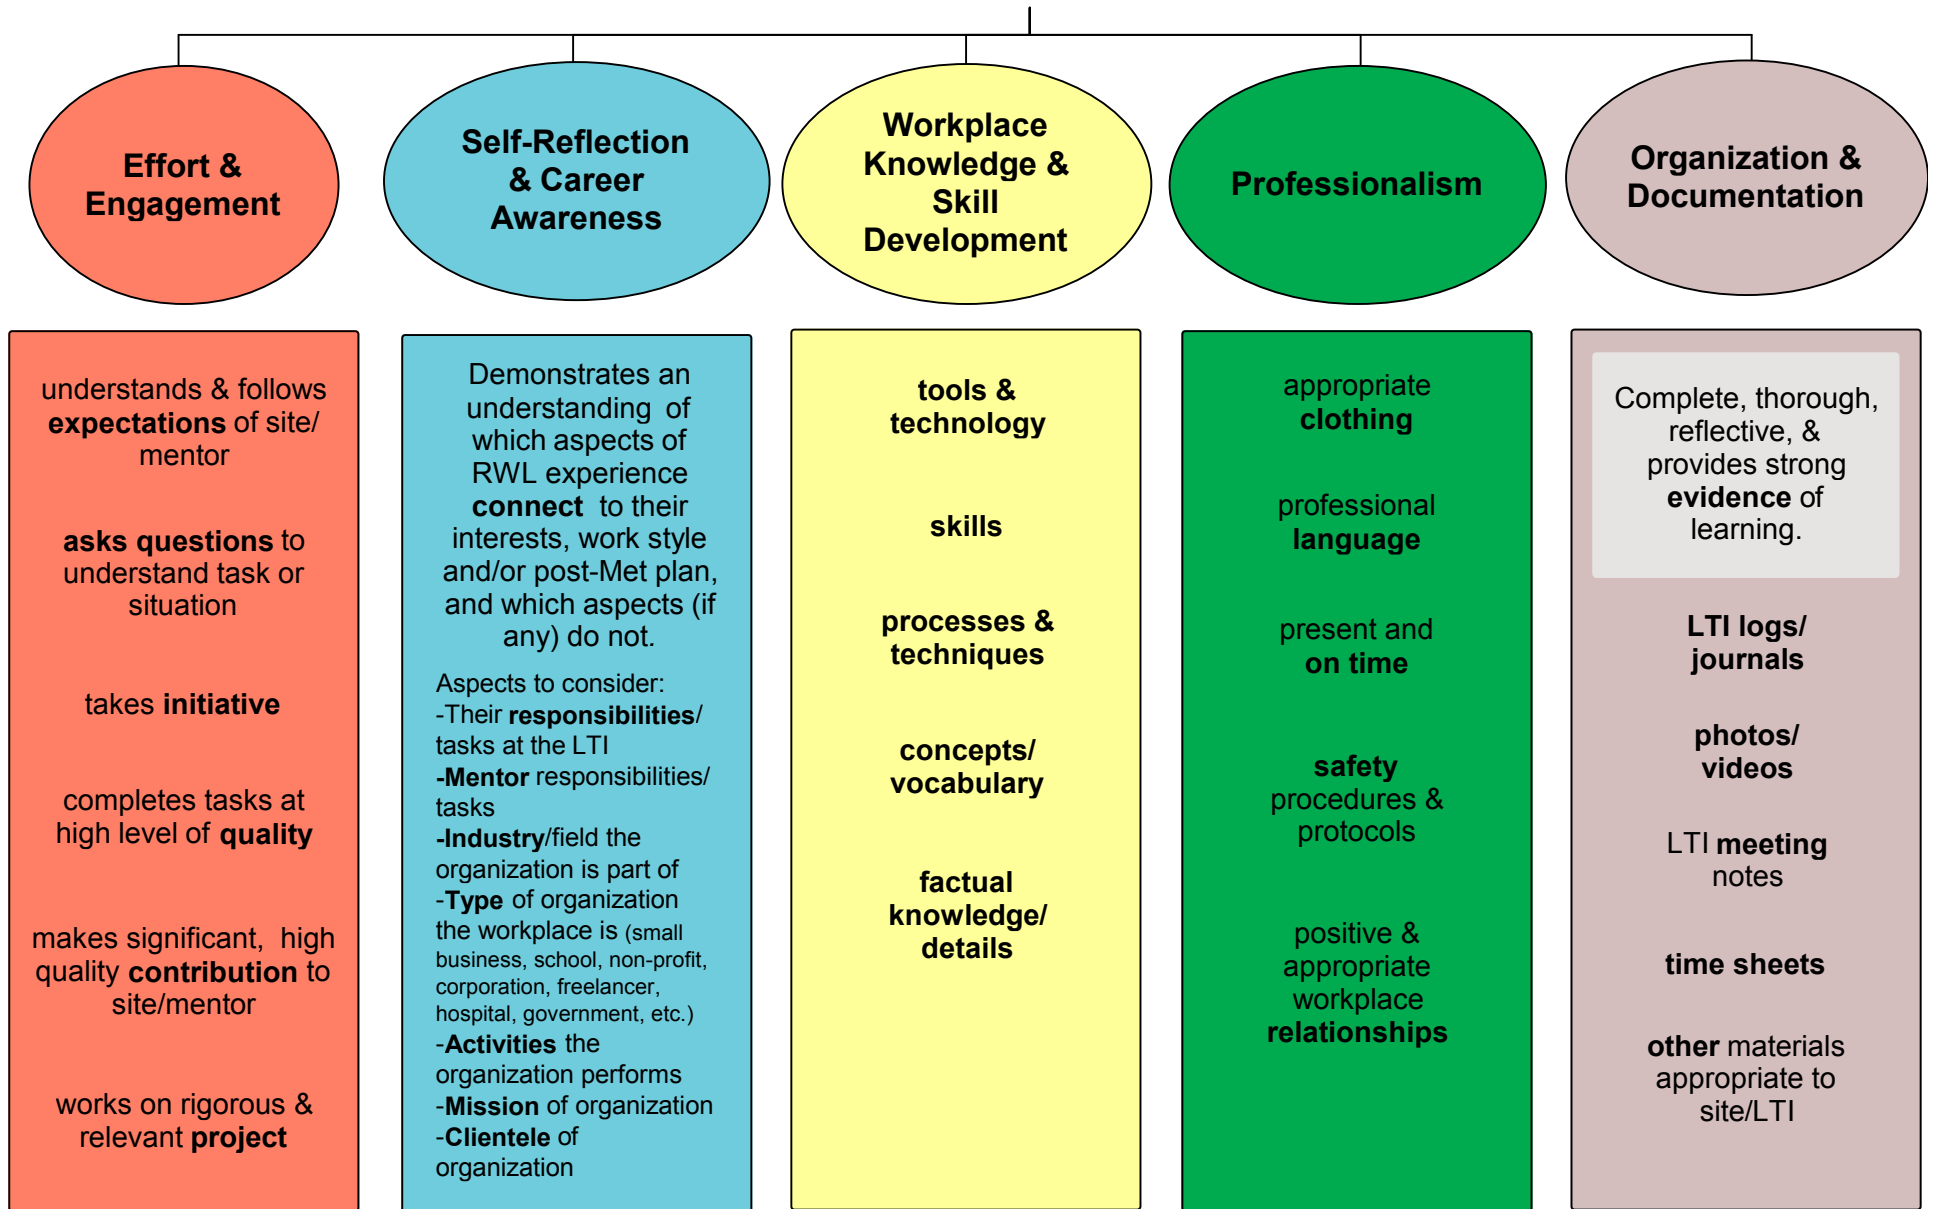 Effort &
Engagement
Self-Reflection
& Career
Awareness
Workplace
Knowledge &
Skill
Development
Professionalism
Organization &
Documentation
understands & follows
expectations of site/
mentor
asks questions to
understand task or
situation
takes initiative
completes tasks at
high level of quality
makes significant, high
quality contribution to
site/mentor
works on rigorous &
relevant project
Demonstrates an
understanding of
which aspects of
RWL experience
connect to their
interests, work style
and/or post-Met plan,
and which aspects (if
any) do not.
Aspects to consider:
-Their responsibilities/
tasks at the LTI
-Mentor responsibilities/
tasks
-Industry/field the
organization is part of
-Type of organization
the workplace is (small
business, school, non-profit,
corporation, freelancer,
hospital, government, etc.)
-Activities the
organization performs
-Mission of organization
-Clientele of
organization
tools &
technology
skills
processes &
techniques
concepts/
vocabulary
factual
knowledge/
details
appropriate
clothing
professional
language
present and
on time
safety
procedures &
protocols
positive &
appropriate
workplace
relationships
Complete, thorough,
reflective, &
provides strong
evidence of
learning.
LTI logs/
journals
photos/
videos
LTI meeting
notes
time sheets
other materials
appropriate to
site/LTI